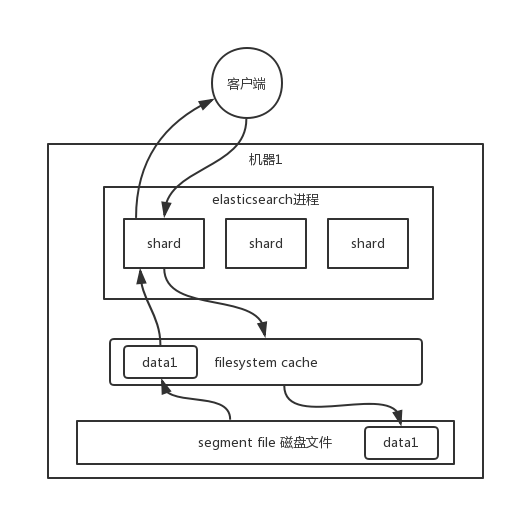 客户端
机器1
elasticsearch进程
shard
shard
shard
data1
filesystem cache
segment file 磁盘文件
data1